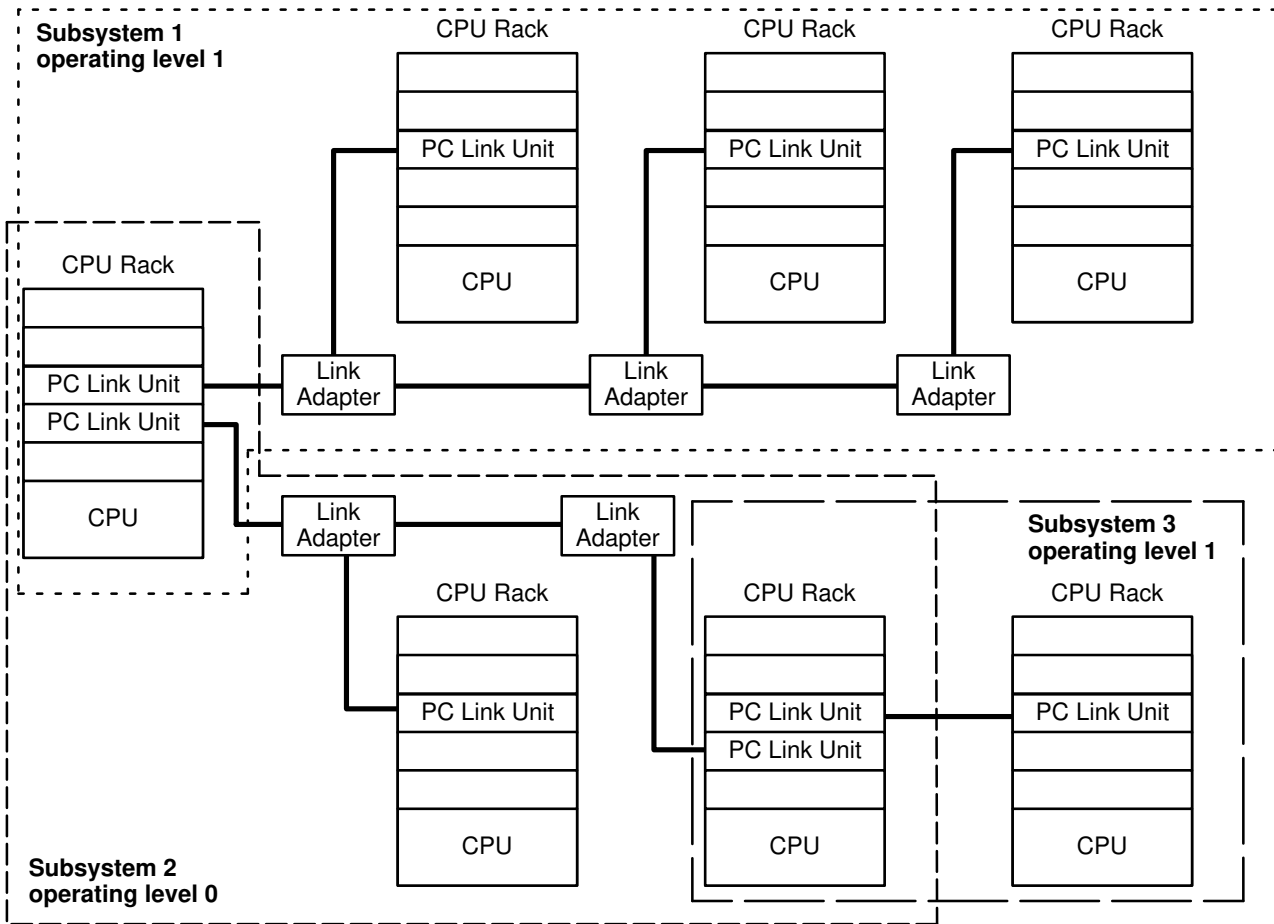 Subsystem 1
operating level 1
CPU Rack
CPU Rack
CPU Rack
PC Link Unit
PC Link Unit
PC Link Unit
CPU
CPU
CPU
CPU Rack
PC Link Unit
PC Link Unit
CPU
Link
Adapter
Link
Adapter
Link
Adapter
Link
Adapter
Link
Adapter
Subsystem 3
operating level 1
CPU Rack
CPU Rack
CPU Rack
PC Link Unit
PC Link Unit
PC Link Unit
PC Link Unit
CPU
CPU
CPU
Subsystem 2
operating level 0